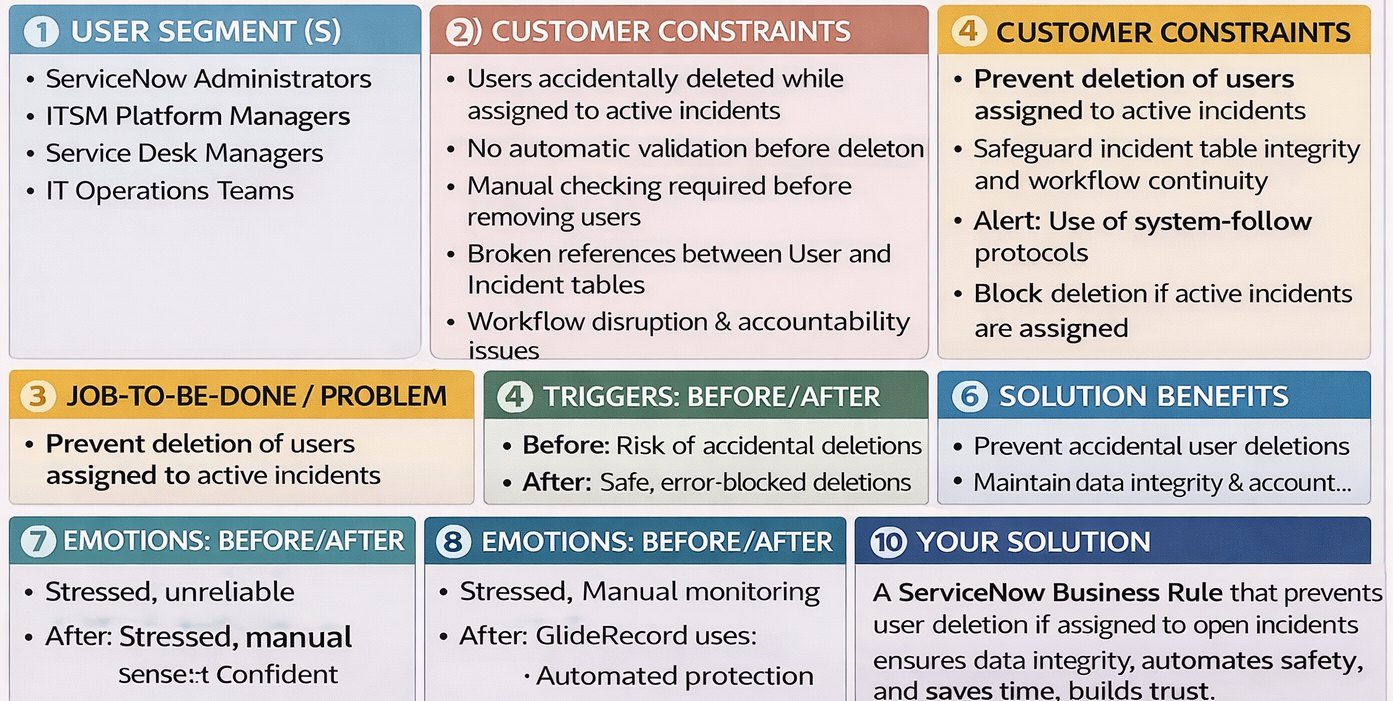 1 USER SEGMENT (S)
• ServiceNow Administrators
• ITSM Platform Managers
• Service Desk Managers
• IT Operations Teams
2) CUSTOMER CONSTRAINTS
• Users accidentally deleted while
assigned to active incidents
• No automatic validation before deleton
• Manual checking required before
removing users
• Broken references between User and
Incident tables
• Workflow disruption & accountability
issues
4 CUSTOMER CONSTRAINTS
• Prevent deletion of users
assigned to active incidents
• Safeguard incident table integrity
and workflow continuity
• Alert: Use of system-follow
protocols
• Block deletion if active incidents
are assigned
3 JOB-TO-BE-DONE / PROBLEM
• Prevent deletion of users
assigned to active incidents
4 TRIGGERS: BEFORE/AFTER
• Before: Risk of accidental deletions
• After: Safe, error-blocked deletions
6 SOLUTION BENEFITS
• Prevent accidental user deletions
• Maintain data integrity & account...
7 EMOTIONS: BEFORE/AFTER
• Stressed, unreliable
• After: Stressed, manual
Confident
8 EMOTIONS: BEFORE/AFTER
• Stressed, Manual monitoring
• After: GlideRecord uses:
· Automated protection
10 YOUR SOLUTION
A ServiceNow Business Rule that prevents
user deletion if assigned to open incidents
ensures data integrity, automates safety,
and saves time, builds trust.